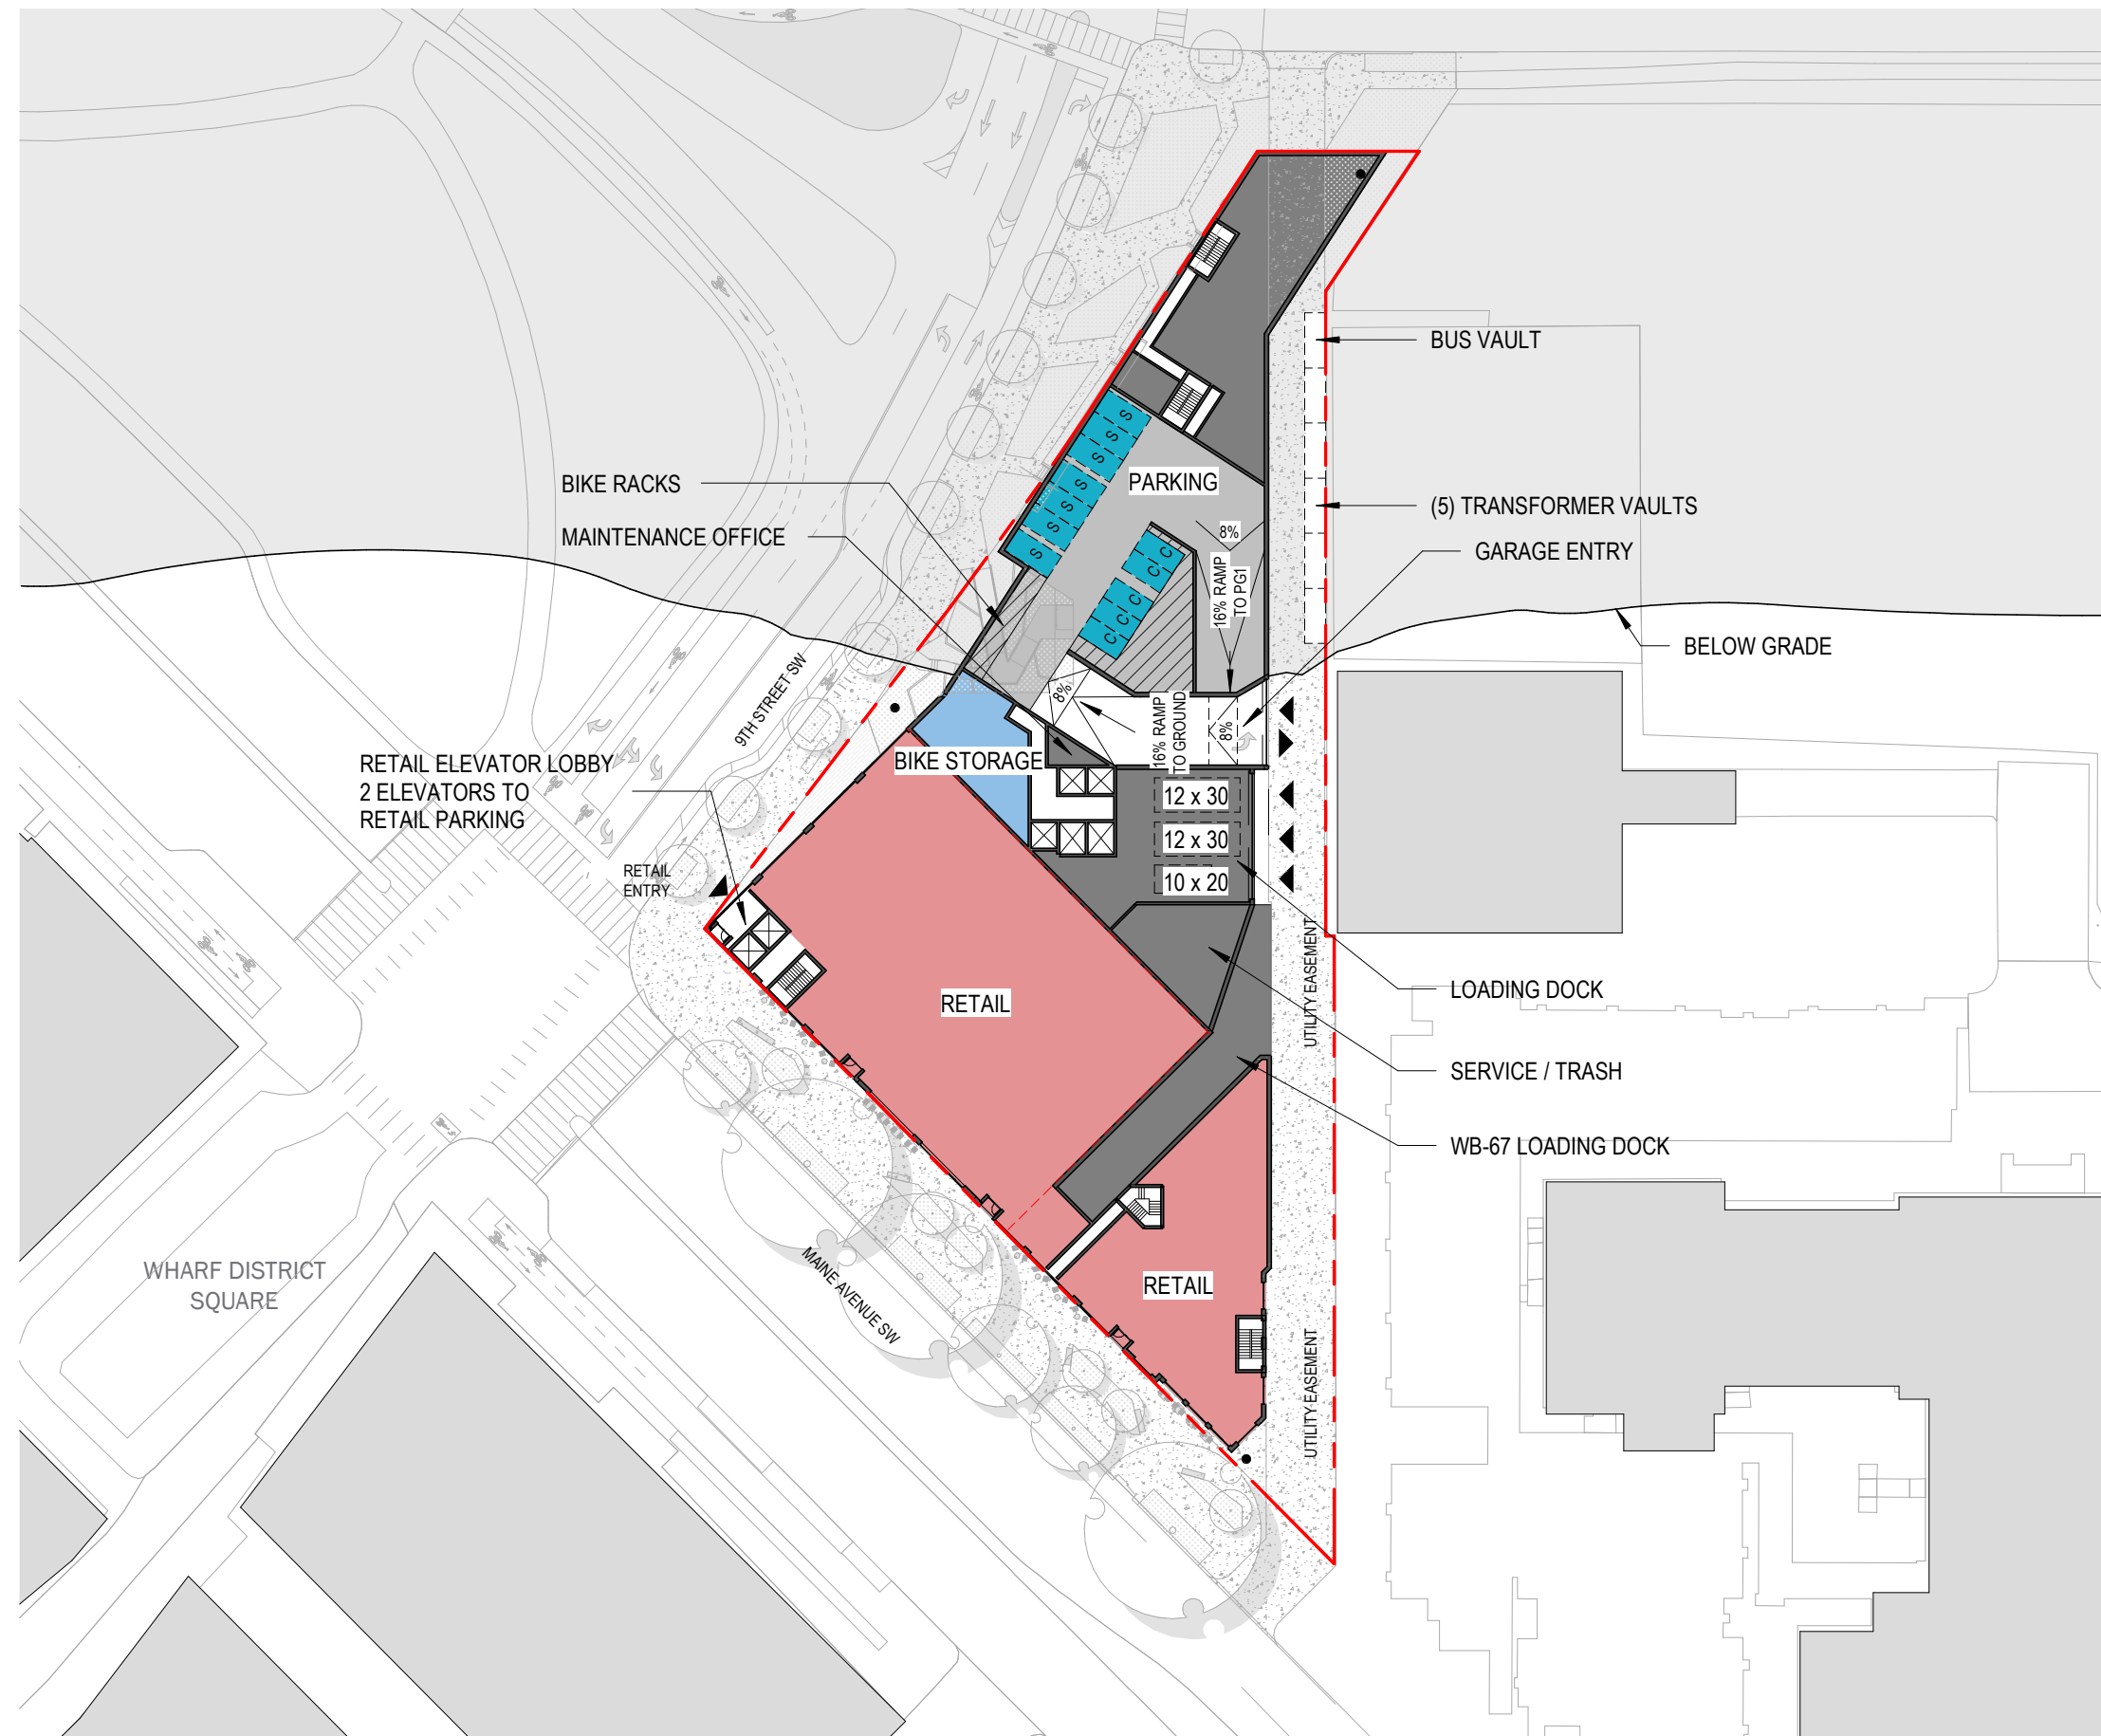 BUS VAULT
S
S
S
S
S
S
S
PARKING
BIKE RACKS
(5) TRANSFORMER VAULTS
MAINTENANCE OFFICE
8%
GARAGE ENTRY
C
C
C
C
C
16% RAMP
TO PG1
BELOW GRADE
8%
9TH STREET SW
16% RAMP
TO GROUND
8%
BIKE STORAGE
RETAIL ELEVATOR LOBBY
2 ELEVATORS TO
RETAIL PARKING
12 x 30
12 x 30
10 x 20
RETAIL
ENTRY
UTILITY EASEMENT
LOADING DOCK
RETAIL
SERVICE / TRASH
WB-67 LOADING DOCK
WHARF DISTRICT
SQUARE
MAINE AVENUE SW
RETAIL
UTILITY EASEMENT